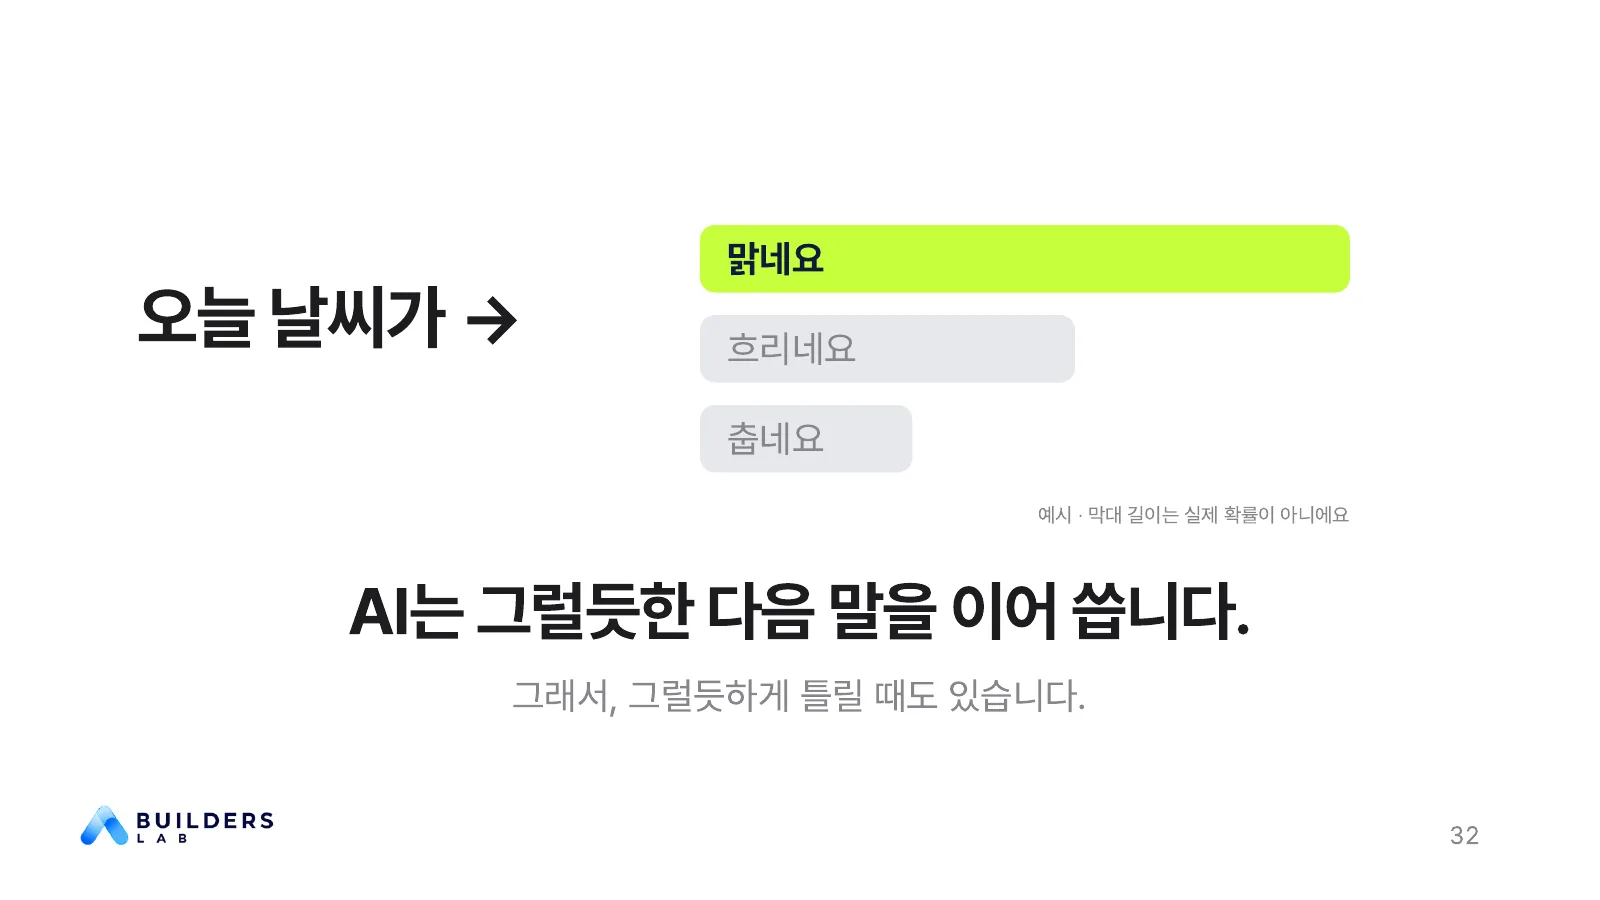 오늘 날씨가 →
맑네요
흐리네요
춥네요
예시 · 막대 길이는 실제 확률이 아니에요
AI는 그럴듯한 다음 말을 이어 씁니다.
그래서, 그럴듯하게 틀릴 때도 있습니다.
BUILDERS
LAB
32